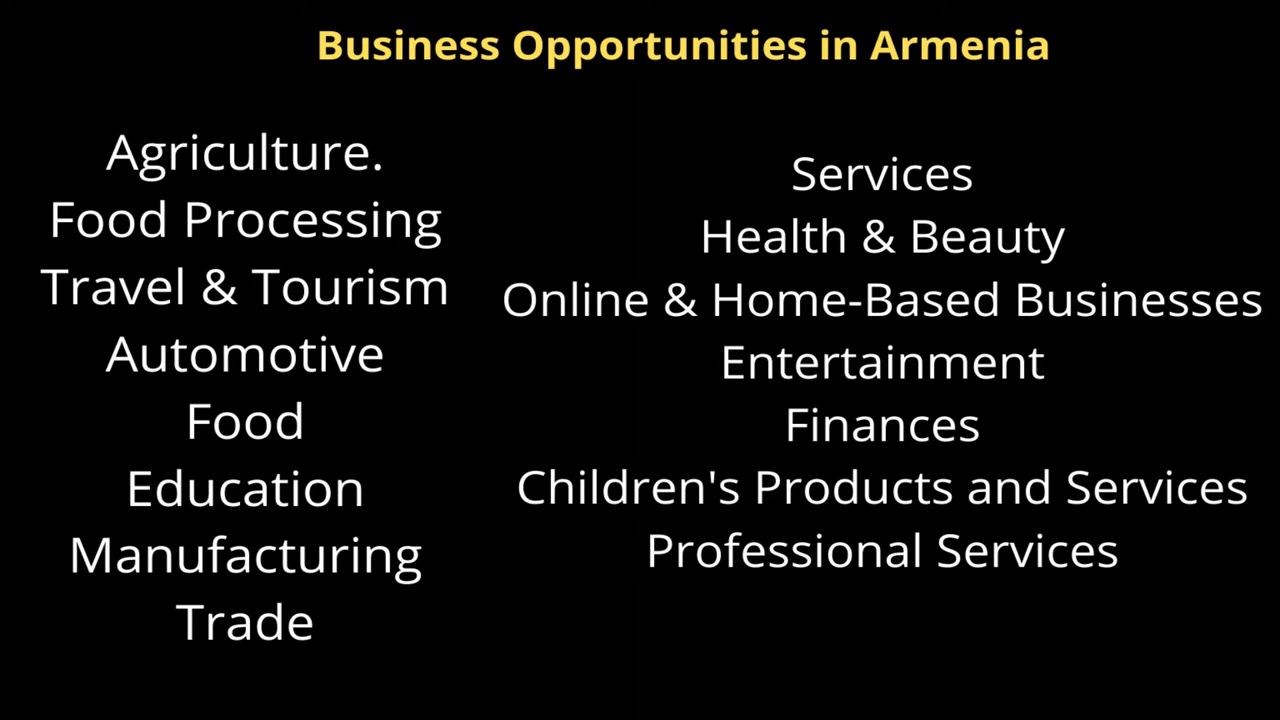 Business Opportunities in Armenia
Agriculture.
Food Processing
Travel & Tourism
Automotive
Food
Education
Manufacturing
Trade
Services
Health & Beauty
Online & Home-Based Businesses
Entertainment
Finances
Children's Products and Services
Professional Services